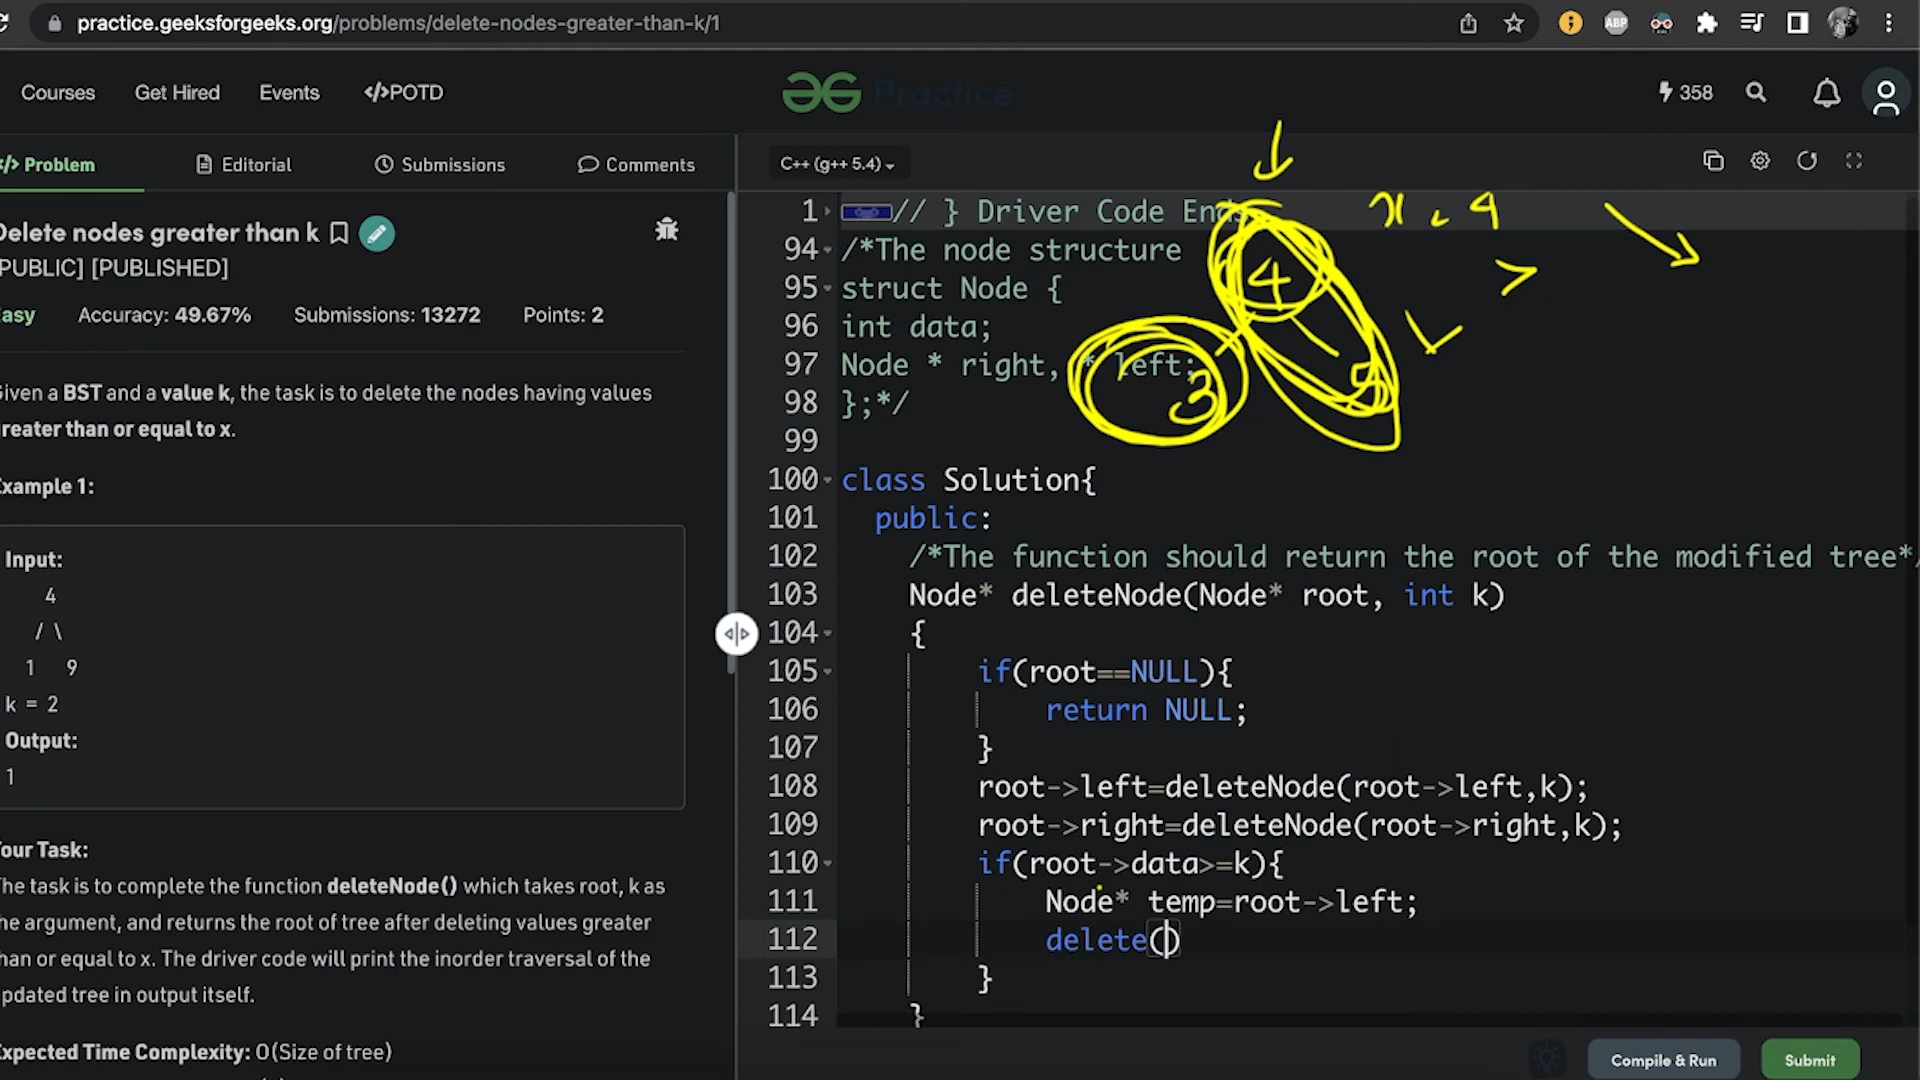 practice.geeksforgeeks.org/problems/delete-nodes-greater-than-k/1
Courses Get Hired Events </>POTD
Practice
358
</> Problem Editorial Submissions Comments
C++ (g++ 5.4)
Delete nodes greater than k
[PUBLIC] [PUBLISHED]
Easy Accuracy: 49.67% Submissions: 13272 Points: 2
Given a BST and a value k, the task is to delete the nodes having values
greater than or equal to x.
Example 1:
Input:
4
/ \
1 9
k = 2
Output:
1
Your Task:
The task is to complete the function deleteNode() which takes root, k as
the argument, and returns the root of tree after deleting values greater
than or equal to x. The driver code will print the inorder traversal of the
updated tree in output itself.
Expected Time Complexity: O(Size of tree)
1 // } Driver Code Ends
94 /*The node structure
95 struct Node {
96 int data;
97 Node * right, * left;
98 };*/
99
100 class Solution{
101 public:
102 /*The function should return the root of the modified tree*/
103 Node* deleteNode(Node* root, int k)
104 {
105 if(root==NULL){
106 return NULL;
107 }
108 root->left=deleteNode(root->left,k);
109 root->right=deleteNode(root->right,k);
110 if(root->data>=k){
111 Node* temp=root->left;
112 delete()
113 }
114 }
4
3
5
>
Compile & Run Submit